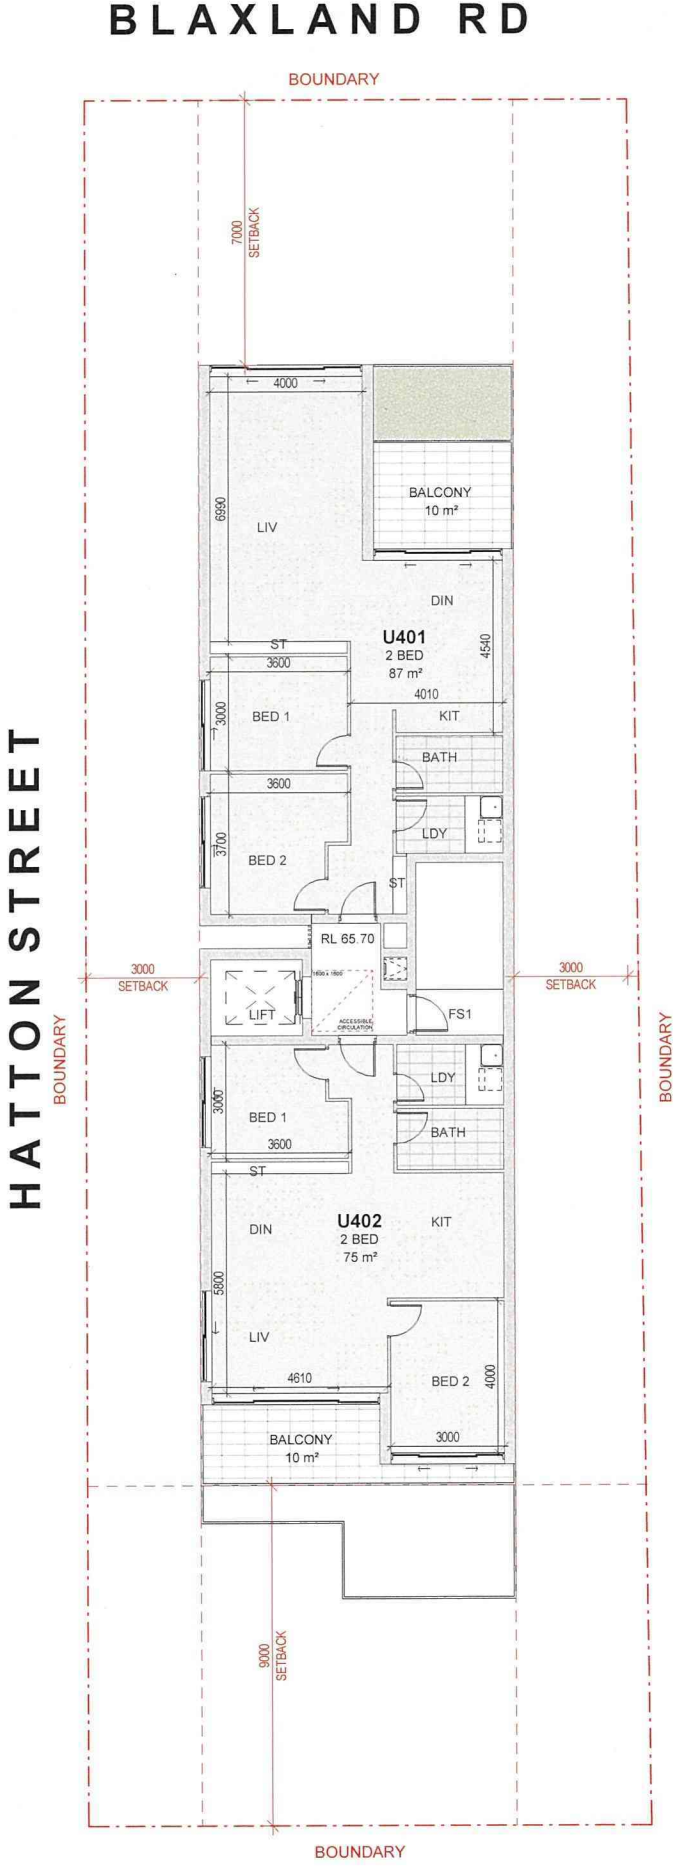 BLAXLAND RD
BOUNDARY
7000
SETBACK
4000
6990
LIV
BALCONY
10 m²
DIN
U401
2 BED
87 m²
4540
ST
3600
4010
3000
BED 1
KIT
BATH
3600
3700
BED 2
LDY
ST
RL 65.70
HATTON STREET
3000
SETBACK
3000
SETBACK
1600 x 1600
LIFT
ACCESSIBLE
CIRCULATION
FS1
BOUNDARY
BOUNDARY
3000
BED 1
3600
LDY
BATH
ST
U402
2 BED
75 m²
DIN
KIT
5800
LIV
4610
BED 2
4000
3000
BALCONY
10 m²
9000
SETBACK
BOUNDARY